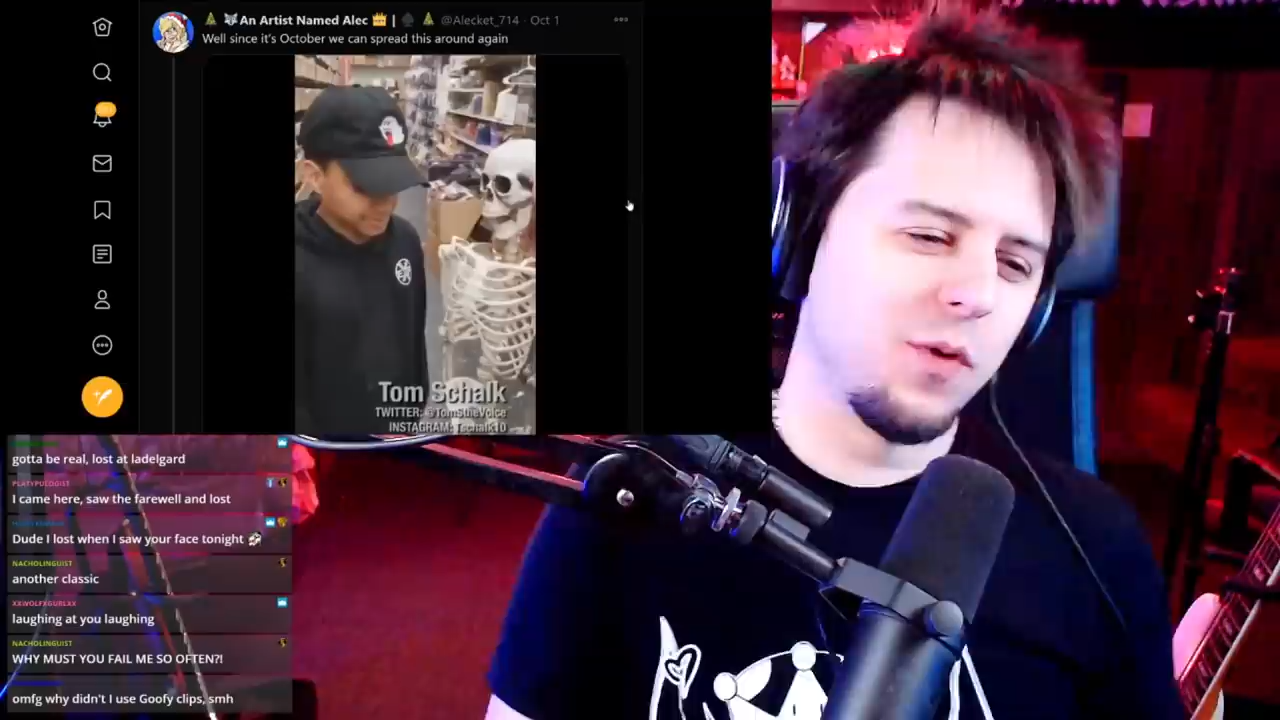 An Artist Named Alec | @Alecket_714 · Oct 1
Well since it's October we can spread this around again
Tom Schalk
TWITTER: @TomStheVoice
INSTAGRAM: Tschalk10
gotta be real, lost at ladelgard
PLATYPUCOGIST
I came here, saw the farewell and lost
Dude I lost when I saw your face tonight
NACHOLINGUIST
another classic
XXWOLFXGURLXX
laughing at you laughing
NACHOLINGUIST
WHY MUST YOU FAIL ME SO OFTEN?!
omfg why didn't I use Goofy clips, smh